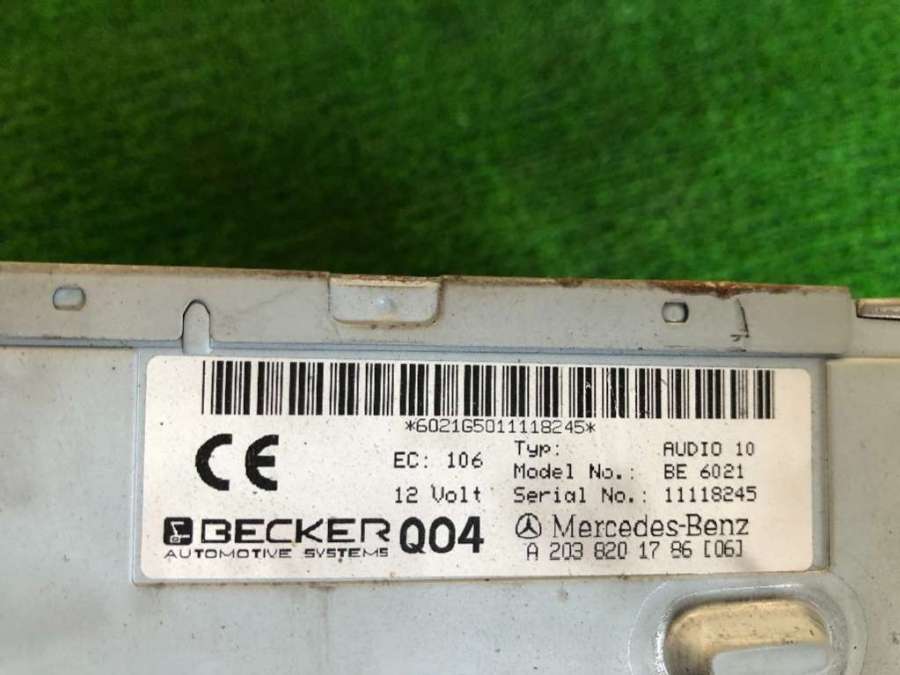 *6021G5011118245*
CE
EC: 106
12 Volt
Typ: AUDIO 10
Model No.: BE 6021
Serial No.: 11118245
BECKER
AUTOMOTIVE SYSTEMS
Q04
Mercedes-Benz
A 203 820 17 86 [06]